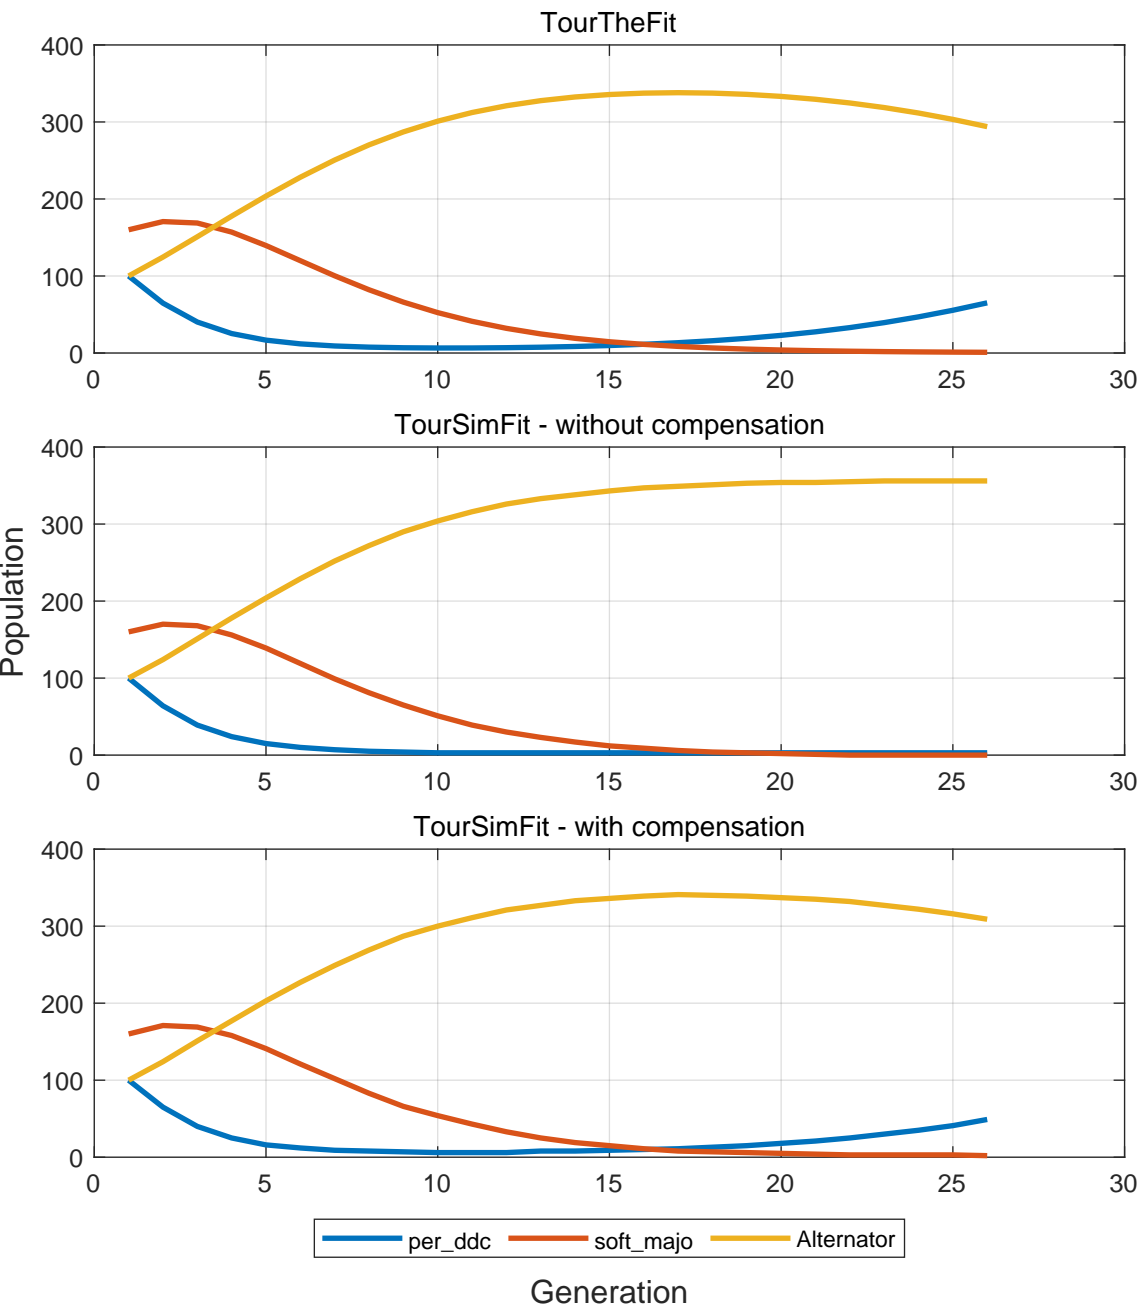 TourTheFit
400
300
200
100
0
0 5 10 15 20 25 30
TourSimFit - without compensation
400
300
200
100
0
0 5 10 15 20 25 30
Population
TourSimFit - with compensation
400
300
200
100
0
0 5 10 15 20 25 30
per_ddc soft_majo Alternator
Generation